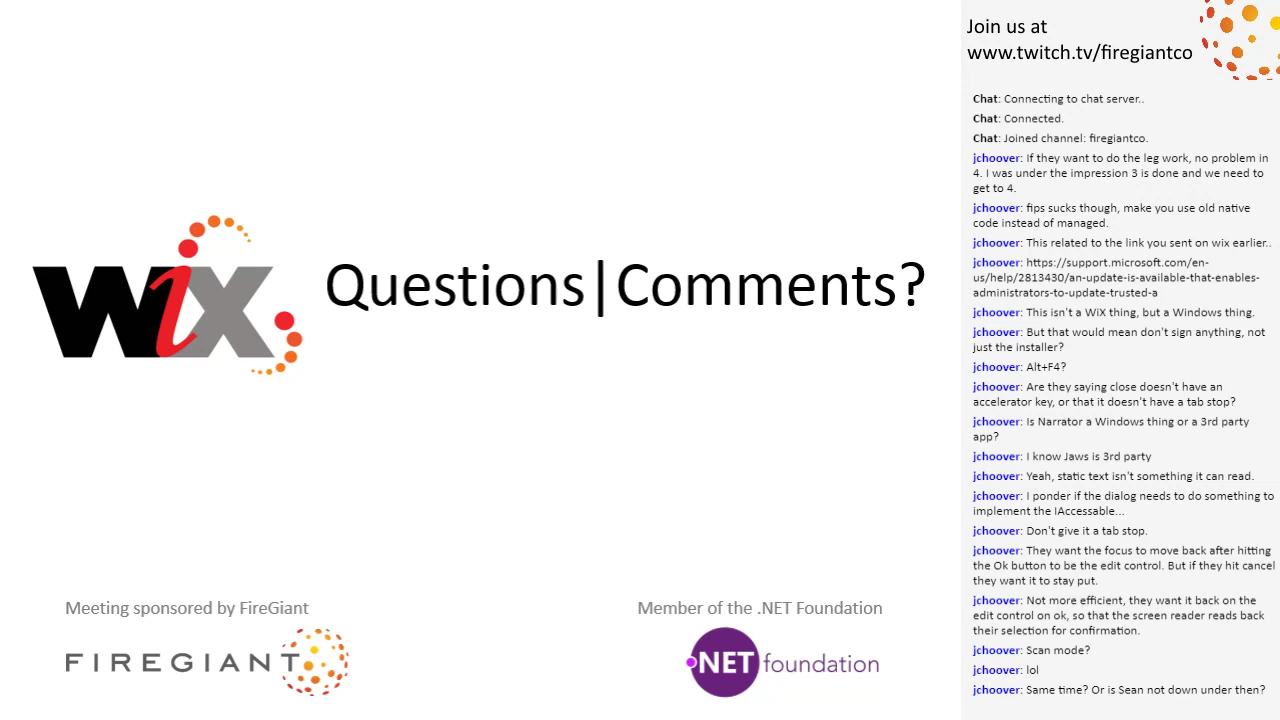 Join us at
www.twitch.tv/firegiantco
WiX
Questions|Comments?
Meeting sponsored by FireGiant
FIREGIANT
Member of the .NET Foundation
.NET foundation
Chat: Connecting to chat server..
Chat: Connected.
Chat: Joined channel: firegiantco.
jchoover: If they want to do the leg work, no problem in
4. I was under the impression 3 is done and we need to
get to 4.
jchoover: fips sucks though, make you use old native
code instead of managed.
jchoover: This related to the link you sent on wix earlier..
jchoover: https://support.microsoft.com/en-
us/help/2813430/an-update-is-available-that-enables-
administrators-to-update-trusted-a
jchoover: This isn't a WiX thing, but a Windows thing.
jchoover: But that would mean don't sign anything, not
just the installer?
jchoover: Alt+F4?
jchoover: Are they saying close doesn't have an
accelerator key, or that it doesn't have a tab stop?
jchoover: Is Narrator a Windows thing or a 3rd party
app?
jchoover: I know Jaws is 3rd party
jchoover: Yeah, static text isn't something it can read.
jchoover: I ponder if the dialog needs to do something to
implement the IAccessable...
jchoover: Don't give it a tab stop.
jchoover: They want the focus to move back after hitting
the Ok button to be the edit control. But if they hit cancel
they want it to stay put.
jchoover: Not more efficient, they want it back on the
edit control on ok, so that the screen reader reads back
their selection for confirmation.
jchoover: Scan mode?
jchoover: lol
jchoover: Same time? Or is Sean not down under then?